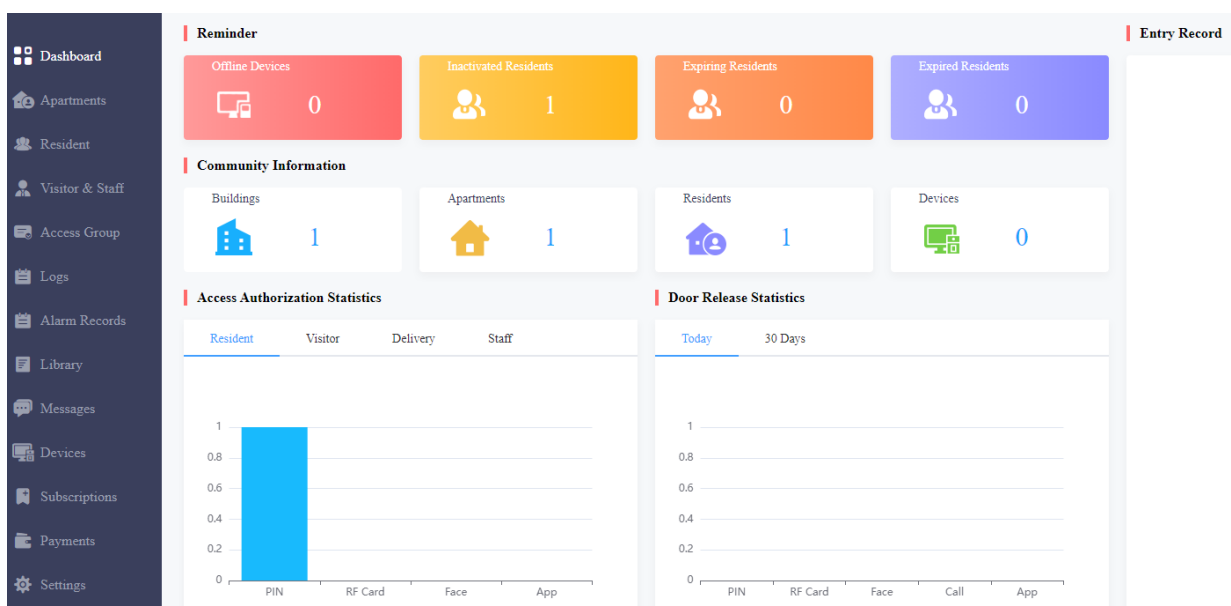 Dashboard
Apartments
Resident
Visitor & Staff
Access Group
Logs
Alarm Records
Library
Messages
Devices
Subscriptions
Payments
Settings
Reminder
Offline Devices
0
Inactivated Residents
1
Expiring Residents
0
Expired Residents
0
Community Information
Buildings
1
Apartments
1
Residents
1
Devices
0
Access Authorization Statistics
Resident Visitor Delivery Staff
1
0.8
0.6
0.4
0.2
0
PIN RF Card Face App
Door Release Statistics
Today 30 Days
1
0.8
0.6
0.4
0.2
0
PIN RF Card Face Call App
Entry Record